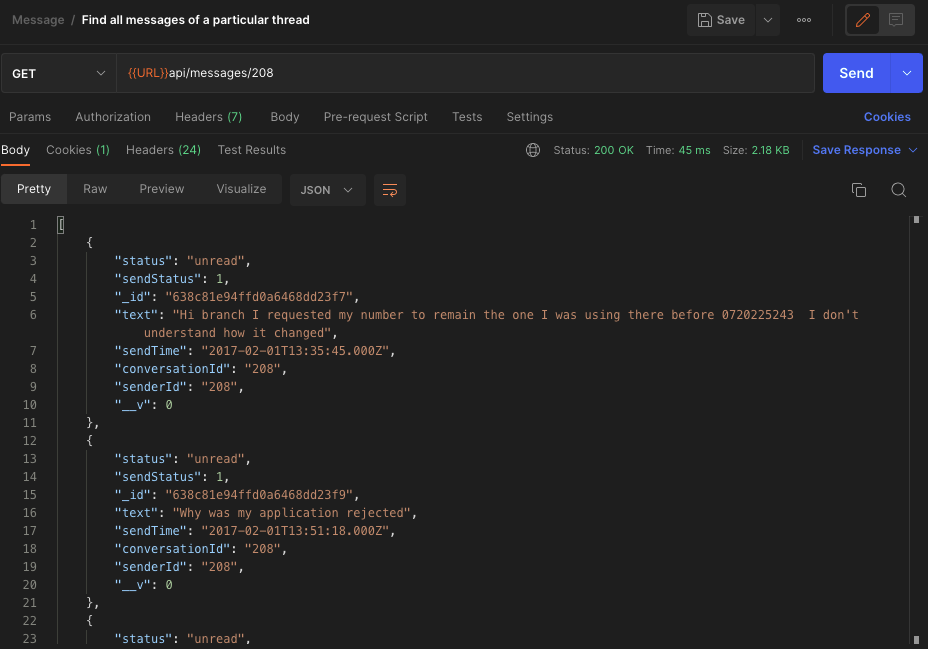 Message / Find all messages of a particular thread
Save
GET
{{URL}}api/messages/208
Send
Params Authorization Headers (7) Body Pre-request Script Tests Settings Cookies
Body Cookies (1) Headers (24) Test Results Status: 200 OK Time: 45 ms Size: 2.18 KB Save Response
Pretty Raw Preview Visualize JSON
1 [
2 {
3 "status": "unread",
4 "sendStatus": 1,
5 "_id": "638c81e94ffd0a6468dd23f7",
6 "text": "Hi branch I requested my number to remain the one I was using there before 0720225243  I don't
understand how it changed",
7 "sendTime": "2017-02-01T13:35:45.000Z",
8 "conversationId": "208",
9 "senderId": "208",
10 "__v": 0
11 },
12 {
13 "status": "unread",
14 "sendStatus": 1,
15 "_id": "638c81e94ffd0a6468dd23f9",
16 "text": "Why was my application rejected",
17 "sendTime": "2017-02-01T13:51:18.000Z",
18 "conversationId": "208",
19 "senderId": "208",
20 "__v": 0
21 },
22 {
23 "status": "unread",